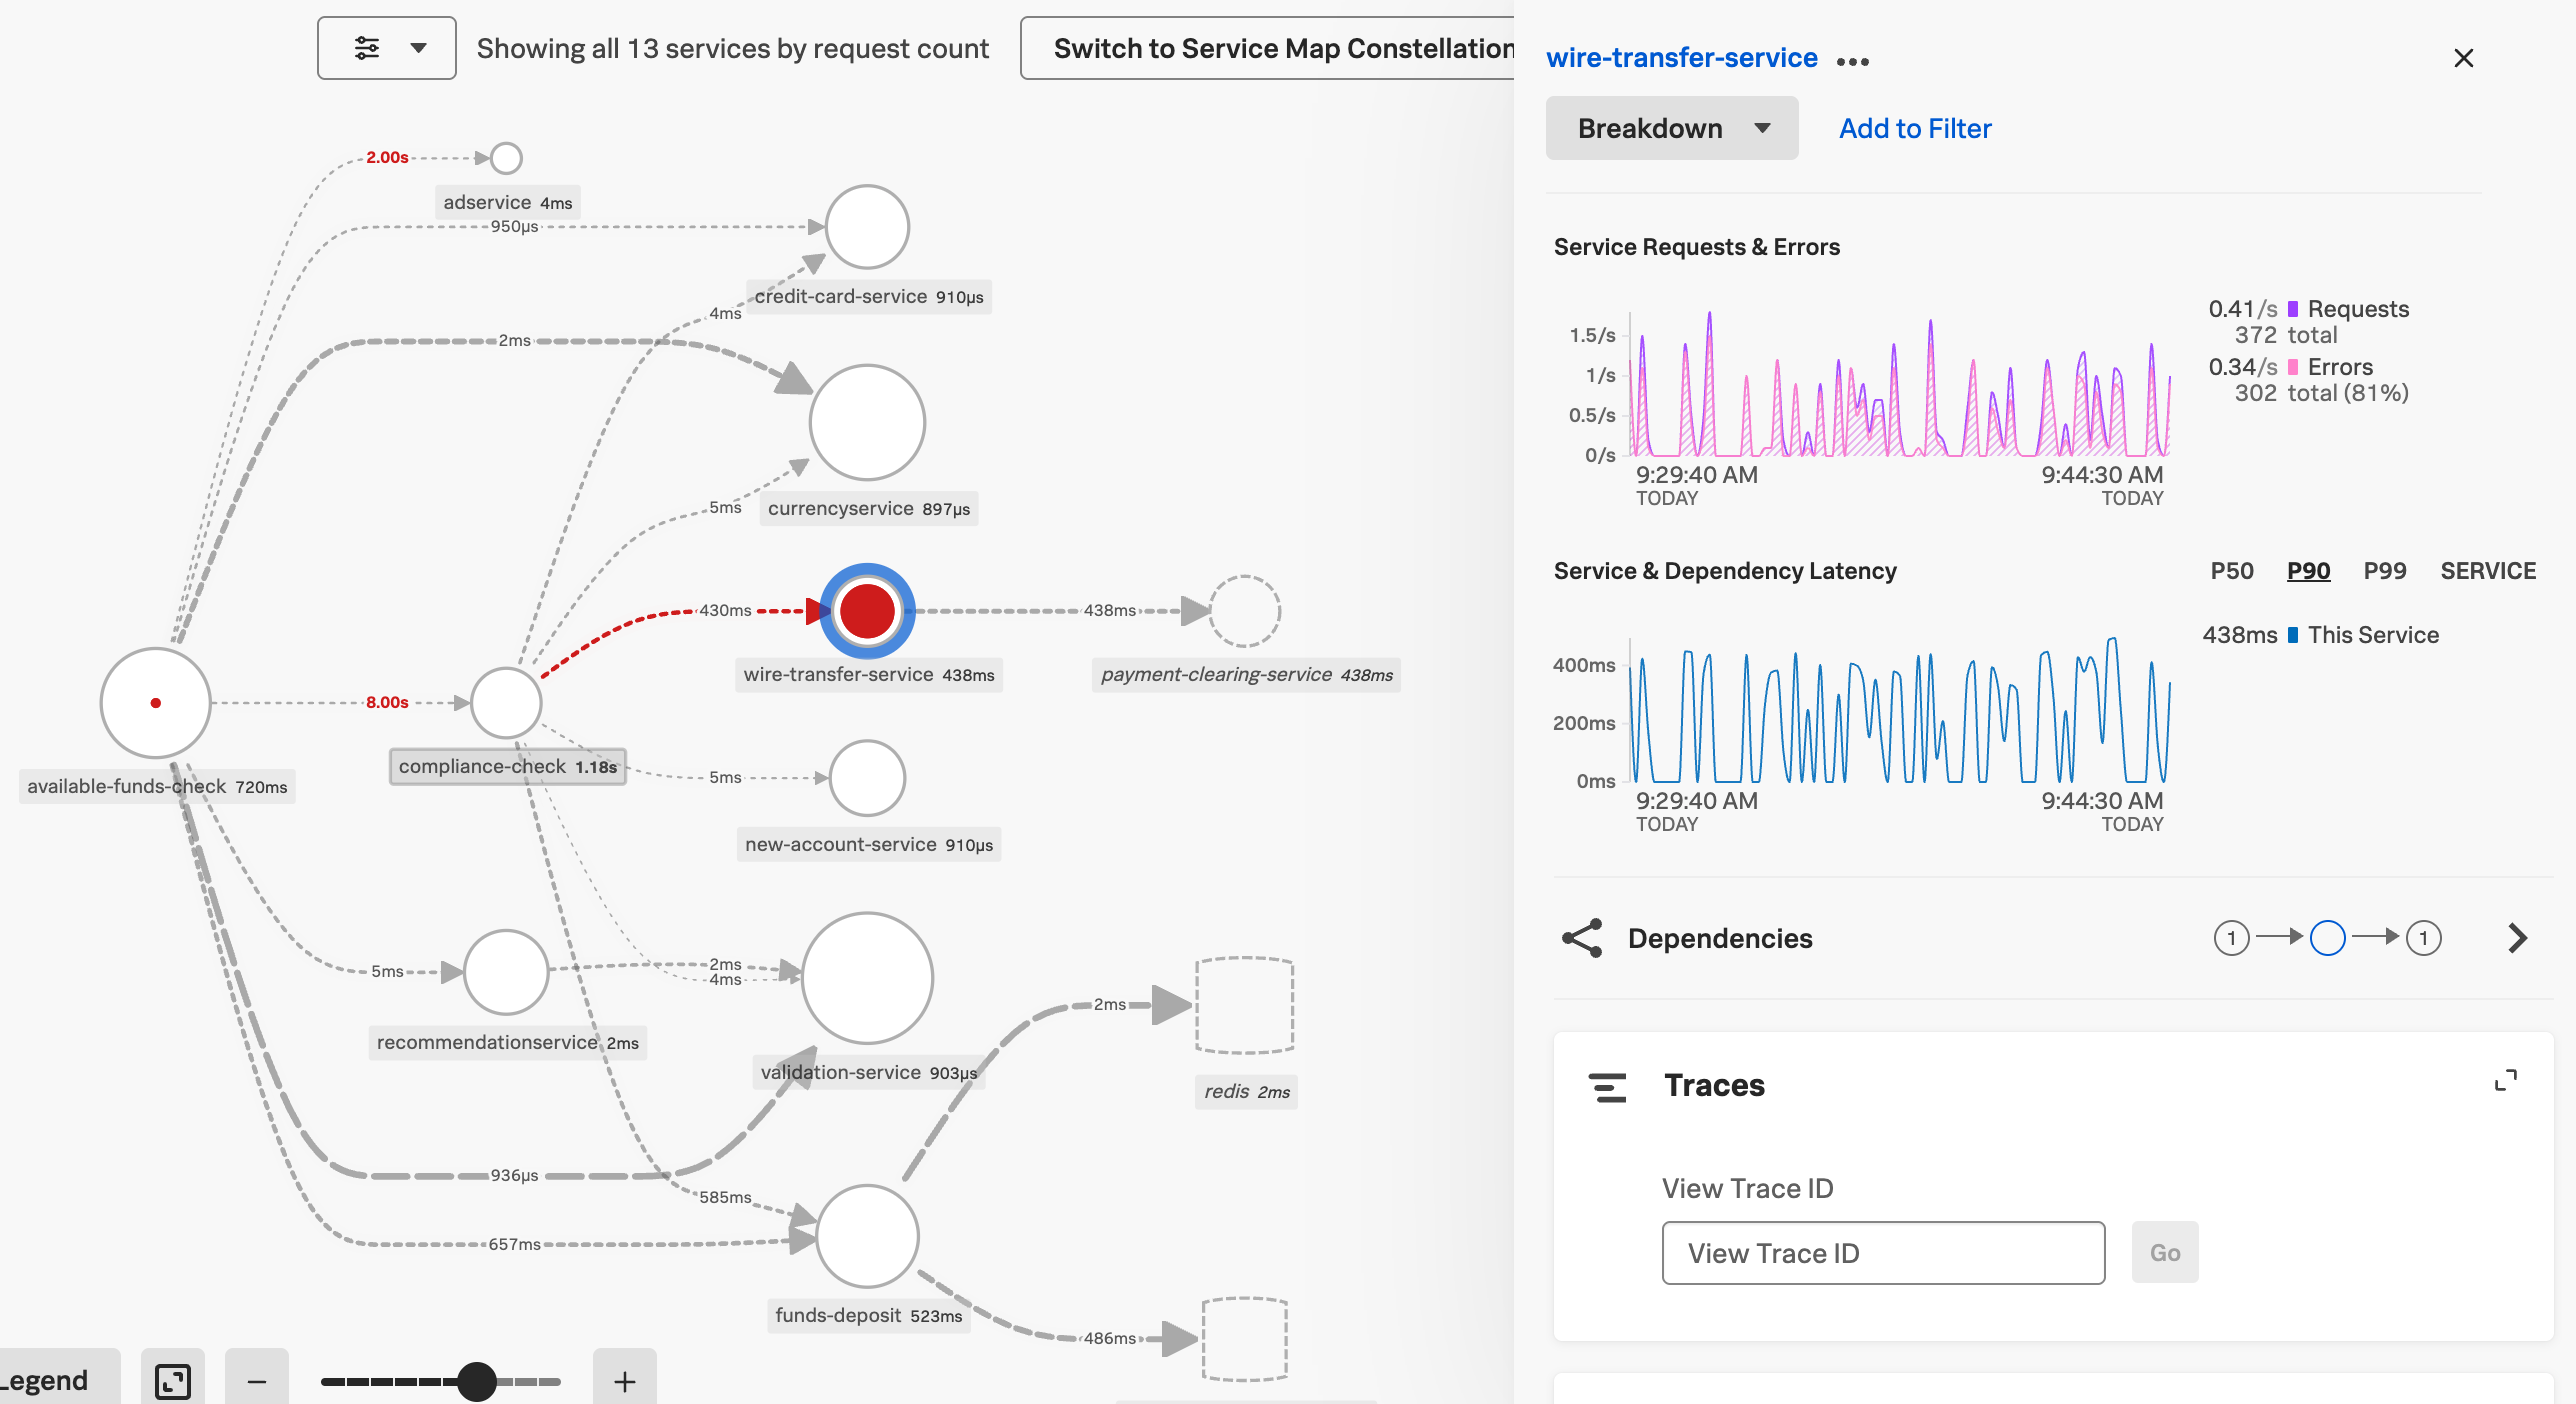 Showing all 13 services by request count
Switch to Service Map Constellation
2.00s
adservice 4ms
950µs
credit-card-service 910µs
4ms
2ms
5ms
currencyservice 897µs
430ms
438ms
wire-transfer-service 438ms
payment-clearing-service 438ms
8.00s
compliance-check 1.18s
available-funds-check 720ms
5ms
new-account-service 910µs
5ms
2ms
4ms
recommendationservice 2ms
validation-service 903µs
2ms
redis 2ms
936µs
585ms
657ms
funds-deposit 523ms
486ms
Legend
wire-transfer-service
Breakdown
Add to Filter
Service Requests & Errors
1.5/s
1/s
0.5/s
0/s
9:29:40 AM
TODAY
9:44:30 AM
TODAY
0.41/s Requests
372 total
0.34/s Errors
302 total (81%)
Service & Dependency Latency
P50 P90 P99 SERVICE
438ms This Service
400ms
200ms
0ms
9:29:40 AM
TODAY
9:44:30 AM
TODAY
Dependencies
1
1
Traces
View Trace ID
View Trace ID
Go